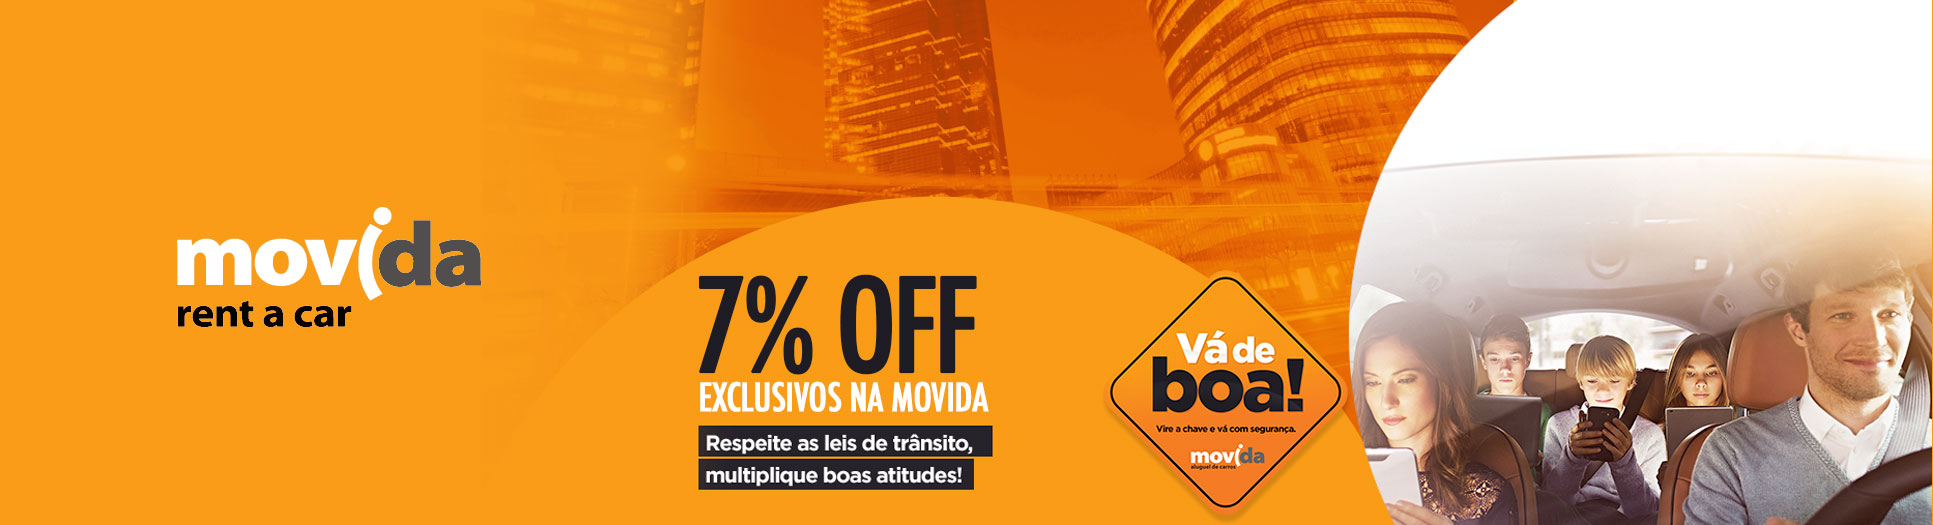 movida
rent a car
7% OFF
EXCLUSIVOS NA MOVIDA
Respeite as leis de trânsito,
multiplique boas atitudes!
Vá de
boa!
Vire a chave e vá com segurança.
movida
aluguel de carros